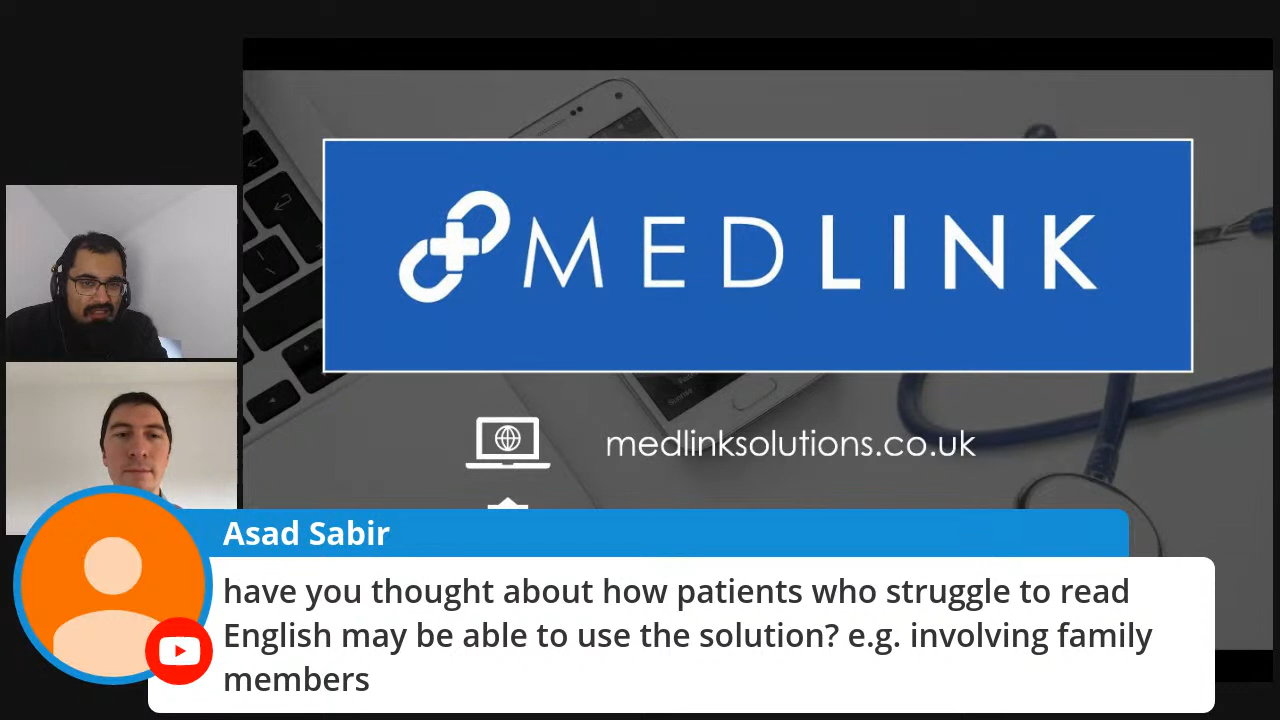 MEDLINK
medlinksolutions.co.uk
Asad Sabir
have you thought about how patients who struggle to read
English may be able to use the solution? e.g. involving family
members